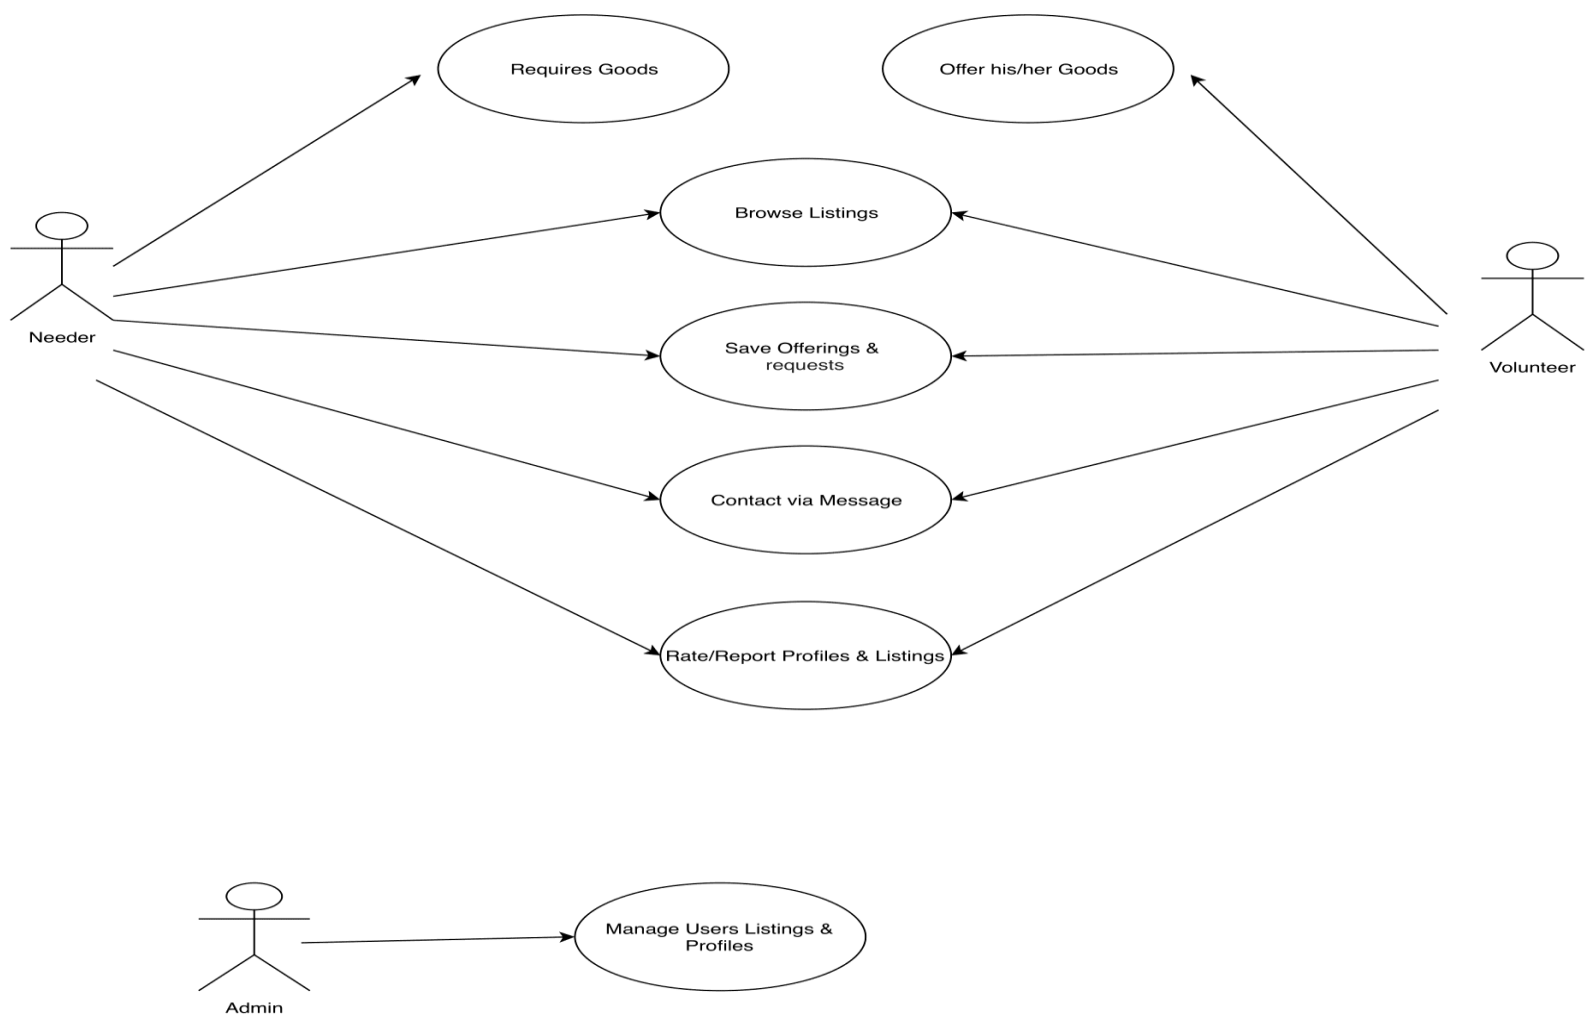 Requires Goods
Offer his/her Goods
Browse Listings
Needer
Save Offerings &
requests
Volunteer
Contact via Message
Rate/Report Profiles & Listings
Manage Users Listings &
Profiles
Admin